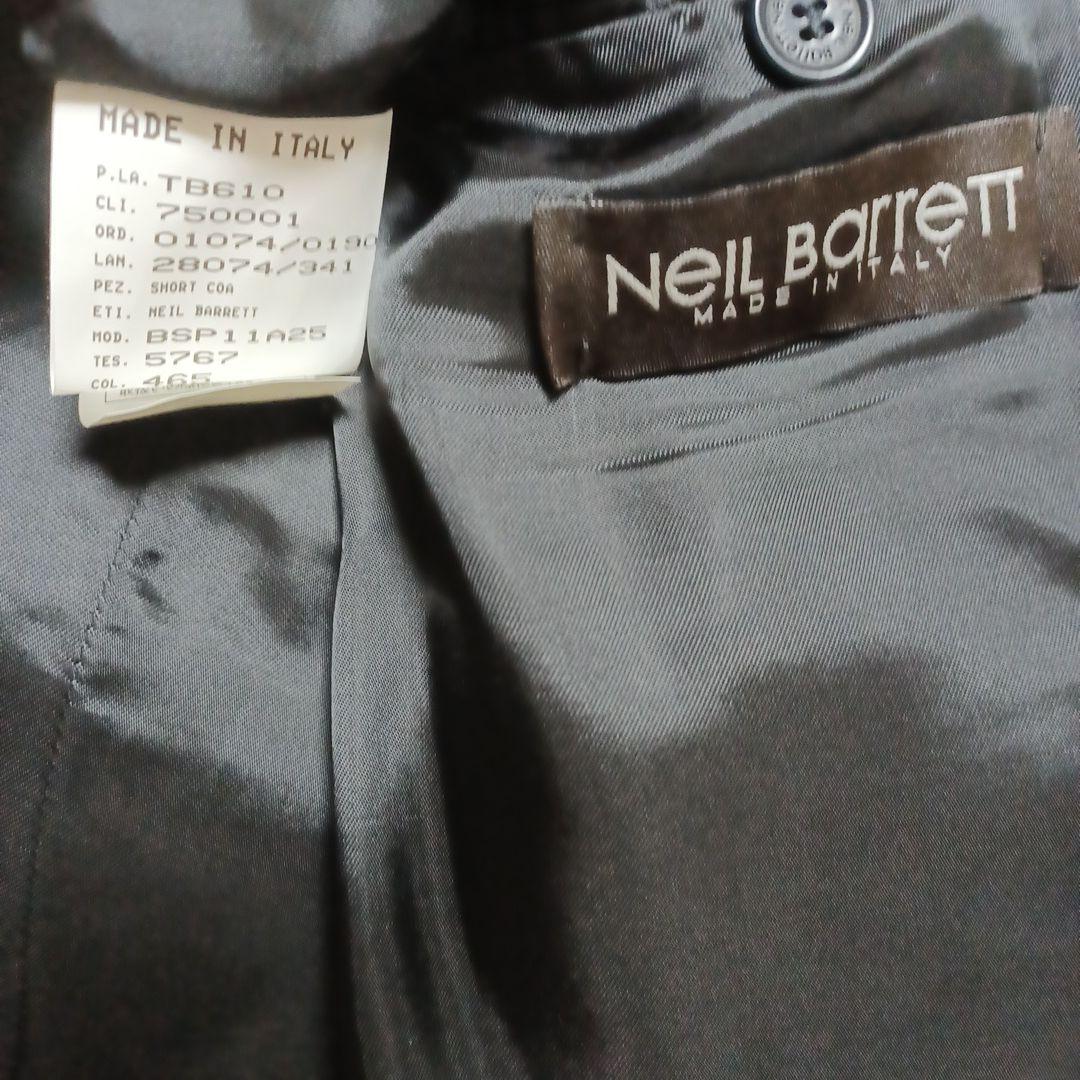 MADE IN ITALY
P.LA. TB610
CLI. 750001
ORD. 01074/0190
LAN. 28074/341
PEZ. SHORT COA
ETI. NEIL BARRETT
MOD. BSP11A25
TES. 5767
COL. 465
NeIL BarreTT
MADE IN ITALY